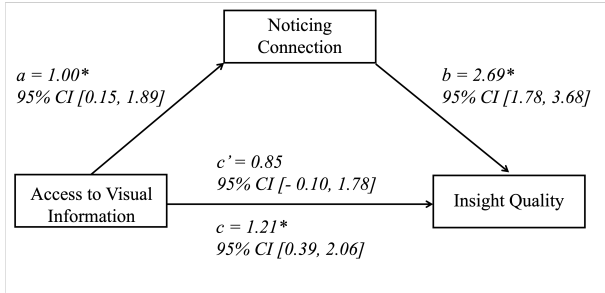 Noticing
Connection
a = 1.00*
95% CI [0.15, 1.89]
b = 2.69*
95% CI [1.78, 3.68]
c’ = 0.85
95% CI [- 0.10, 1.78]
Access to Visual
Information
Insight Quality
c = 1.21*
95% CI [0.39, 2.06]